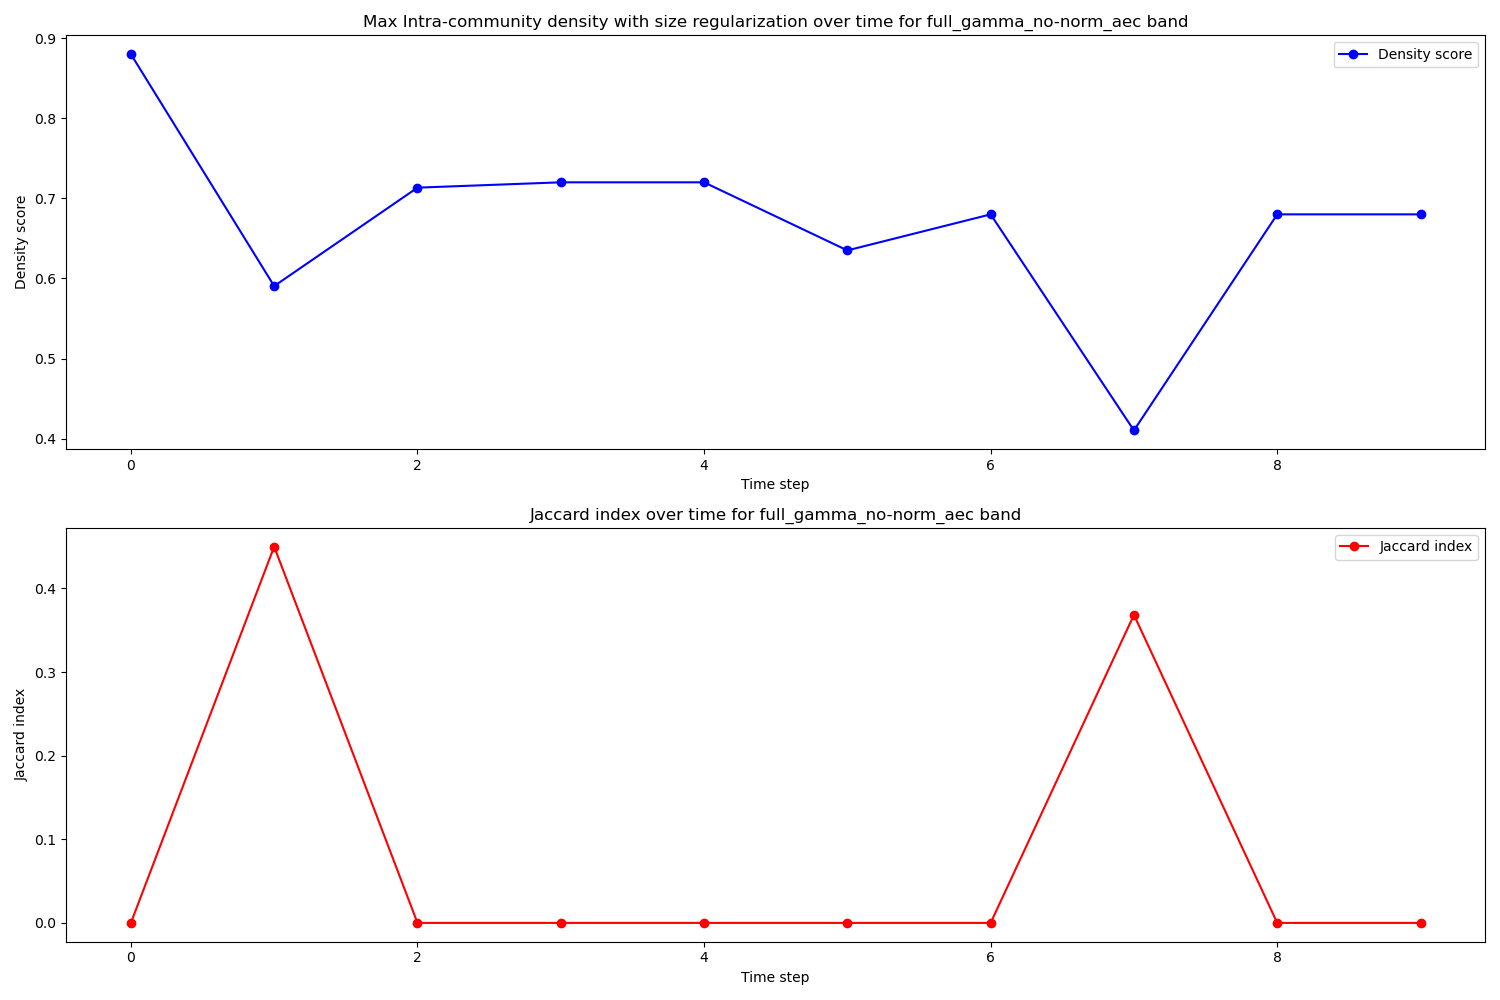 Max Intra-community density with size regularization over time for full_gamma_no-norm_aec band
Density score
0.9
0.8
0.7
0.6
0.5
0.4
Density score
0 2 4 6 8
Time step
Jaccard index over time for full_gamma_no-norm_aec band
Jaccard index
0.4
0.3
0.2
0.1
0.0
Jaccard index
0 2 4 6 8
Time step